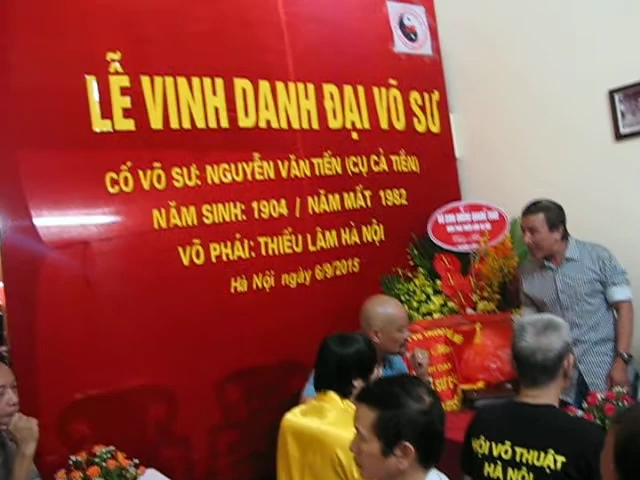 LỄ VINH DANH ĐẠI VÕ SƯ
CỐ VÕ SƯ: NGUYỄN VĂN TIẾN (CỤ CẢ TIẾN)
NĂM SINH: 1904 / NĂM MẤT 1982
VÕ PHÁI: THIẾU LÂM HÀ NỘI
Hà Nội ngày 6/9/2015
HỘI VÕ THUẬT
HÀ NỘI